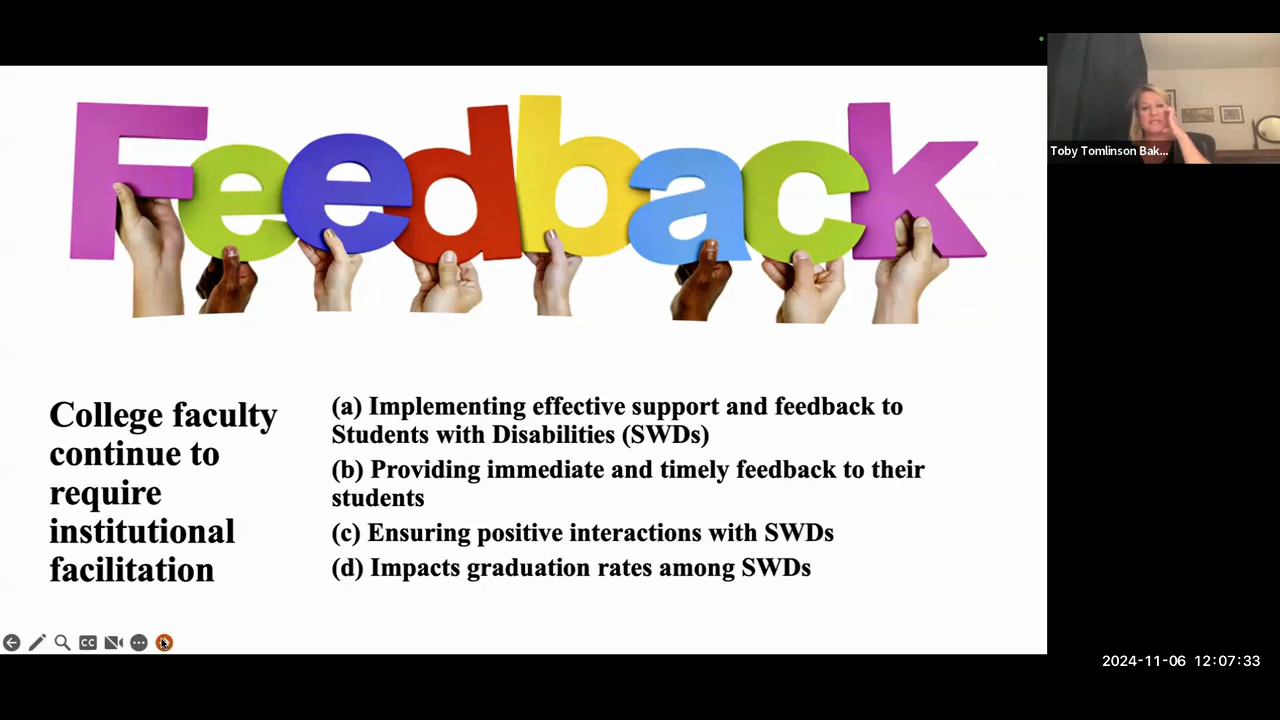 Feedback
Toby Tomlinson Bak...
College faculty
continue to
require
institutional
facilitation
(a) Implementing effective support and feedback to
Students with Disabilities (SWDs)
(b) Providing immediate and timely feedback to their
students
(c) Ensuring positive interactions with SWDs
(d) Impacts graduation rates among SWDs
CC
2024-11-06 12:07:33